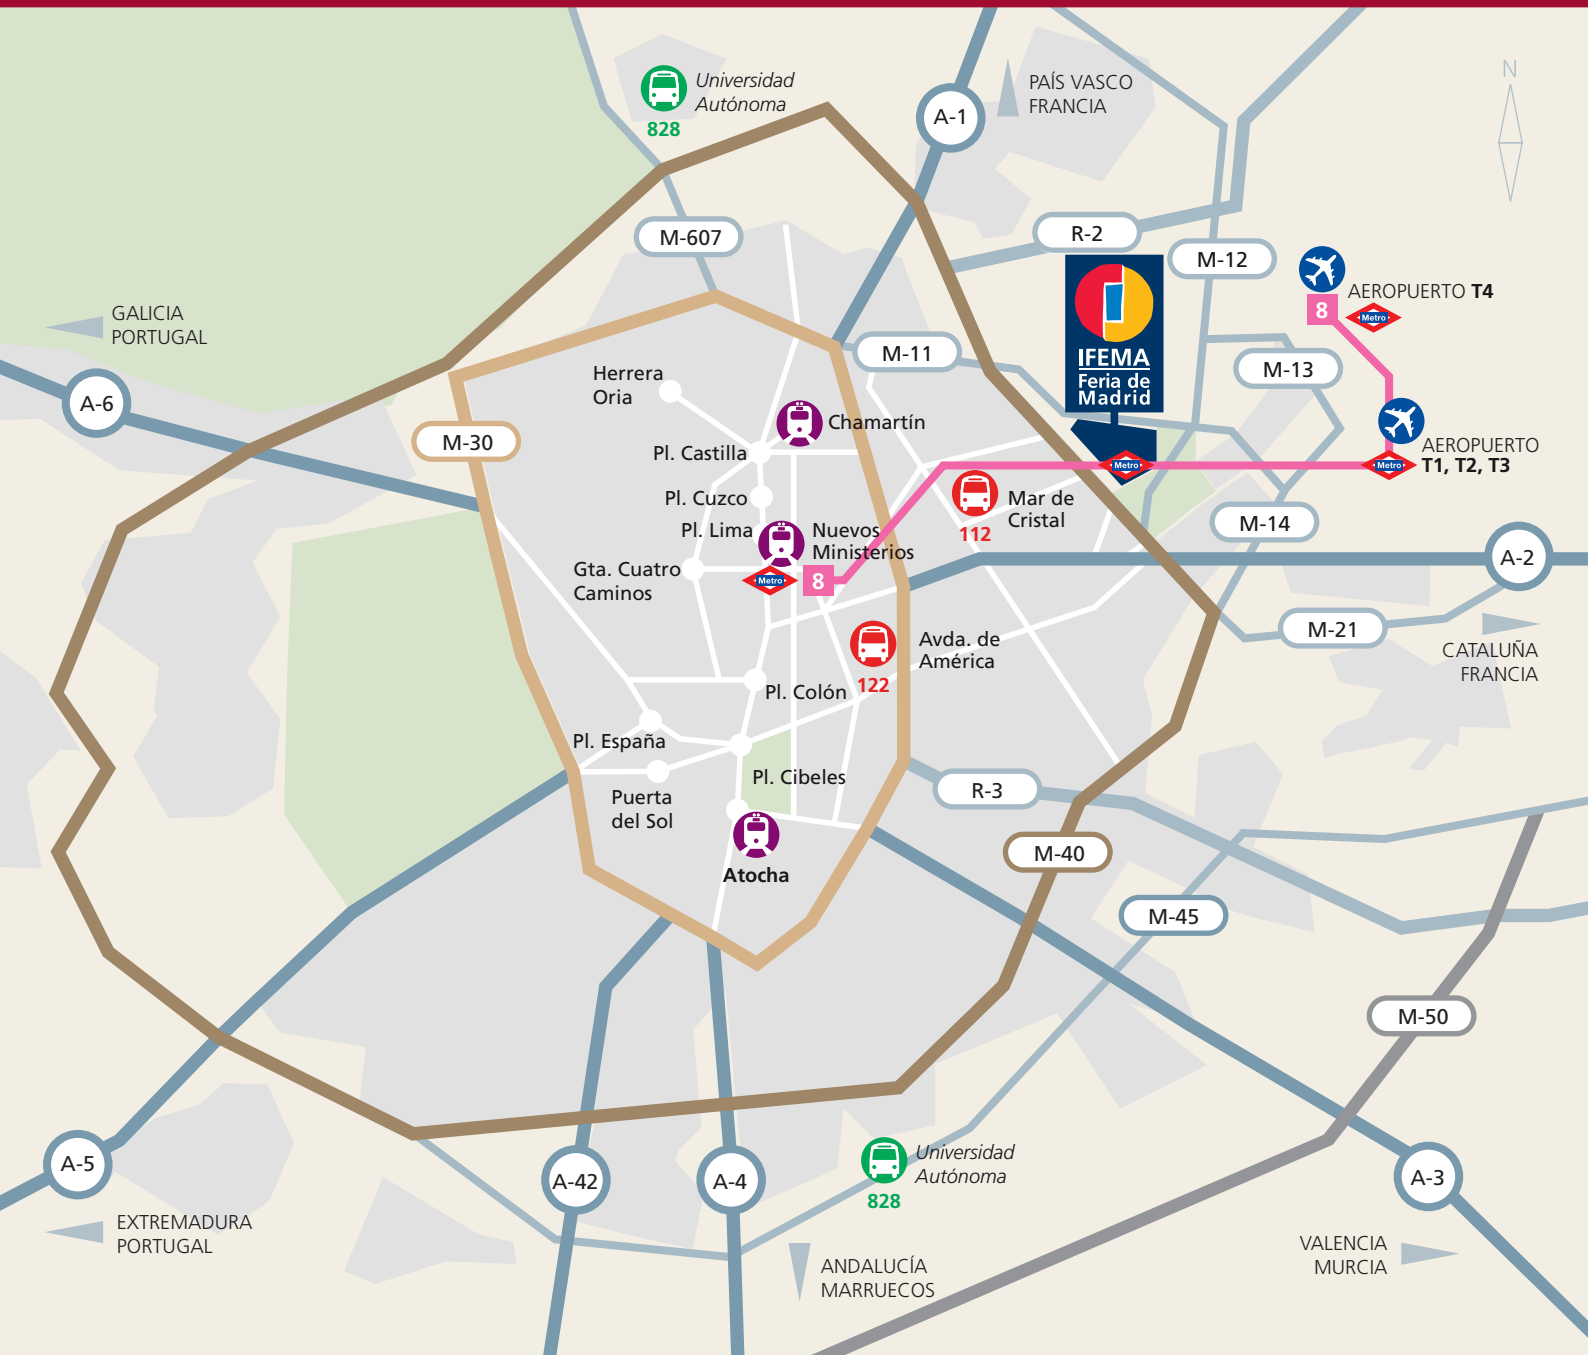 Universidad
Autónoma
828
A-1
PAÍS VASCO
FRANCIA
N
M-607
R-2
M-12
AEROPUERTO T4
8
Metro
GALICIA
PORTUGAL
IFEMA
Feria de
Madrid
M-11
M-13
A-6
Herrera
Oria
Chamartín
M-30
Pl. Castilla
AEROPUERTO
T1, T2, T3
Metro
Metro
Pl. Cuzco
Mar de
Cristal
112
Pl. Lima
Nuevos
Ministerios
M-14
A-2
Gta. Cuatro
Caminos
Metro
8
M-21
Avda. de
América
122
CATALUÑA
FRANCIA
Pl. Colón
Pl. España
Pl. Cibeles
Puerta
del Sol
R-3
M-40
Atocha
M-45
M-50
A-5
A-42
A-4
Universidad
Autónoma
828
A-3
EXTREMADURA
PORTUGAL
ANDALUCÍA
MARRUECOS
VALENCIA
MURCIA